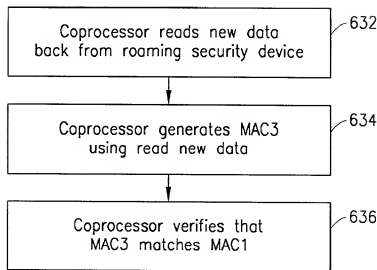 Coprocessor reads new data
back from roaming security device
632
Coprocessor generates MAC3
using read new data
634
Coprocessor verifies that
MAC3 matches MAC1
636